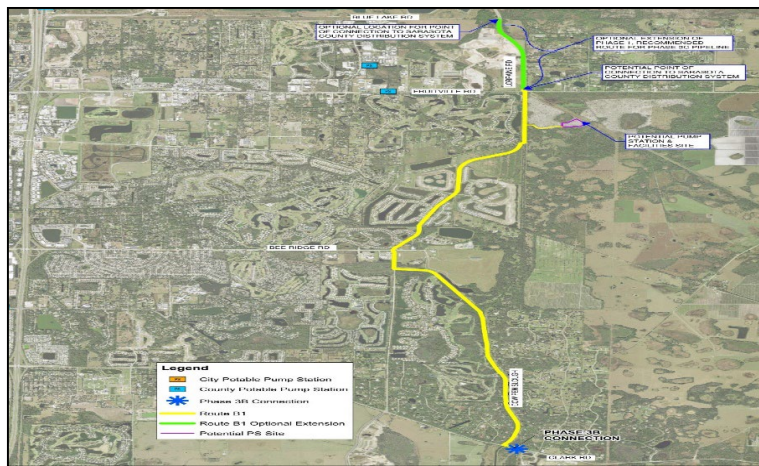 BLUE LAKE RD
OPTIONAL LOCATION FOR POINT
OF CONNECTION TO SARASOTA
COUNTY DISTRIBUTION SYSTEM
OPTIONAL EXTENSION OF
PHASE 1, RECOMMENDED
ROUTE FOR PHASE 3C PIPELINE
POTENTIAL POINT OF
CONNECTION TO SARASOTA
COUNTY DISTRIBUTION SYSTEM
FRUITVILLE RD
POTENTIAL PUMP
STATION &
FACILITIES SITE
BEE RIDGE RD
COW PEN SLOUGH
PHASE 3B
CONNECTION
CLARK RD
Legend
City Potable Pump Station
County Potable Pump Station
Phase 3B Connection
Route B1
Route B1 Optional Extension
Potential PS Site